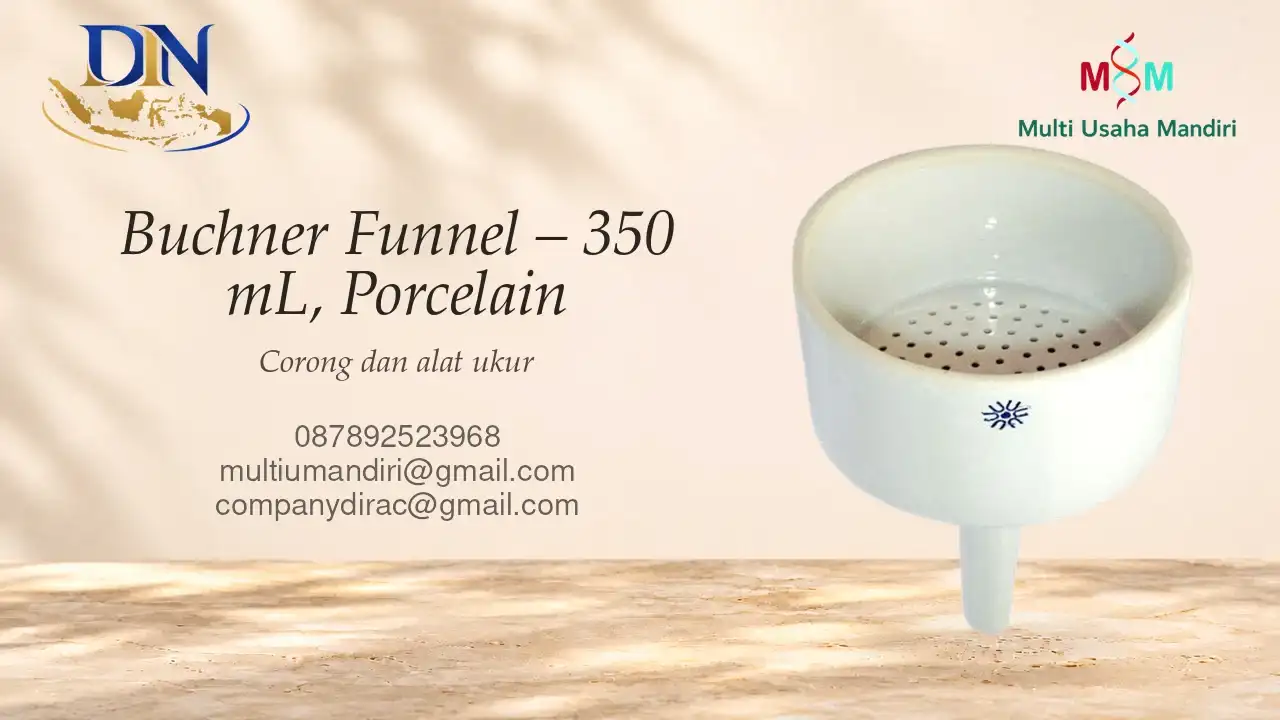 DIN
MSM
Multi Usaha Mandiri
Buchner Funnel – 350
mL, Porcelain
Corong dan alat ukur
087892523968
multiumandiri@gmail.com
companydirac@gmail.com